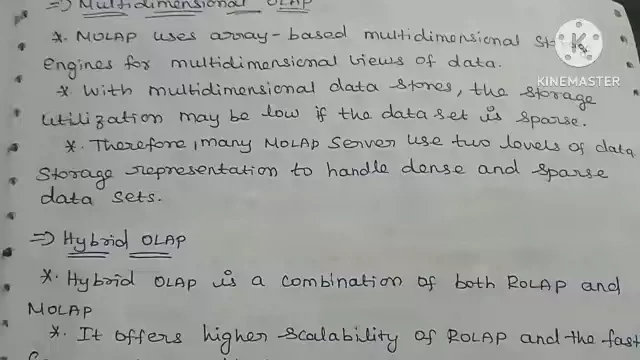 => Multidimensional OLAP
*. MOLAP uses array-based multidimensional
engines for multidimensional views of data.
*. With multidimensional data stores, the storage
utilization may be low if the data set is sparse.
*. Therefore, many MOLAP Server use two levels of data
storage representation to handle dense and sparse
data sets.
=> Hybrid OLAP
*. Hybrid OLAP is a combination of both ROLAP and
MOLAP
*. It offers higher scalability of ROLAP and the fast
KINEMASTER